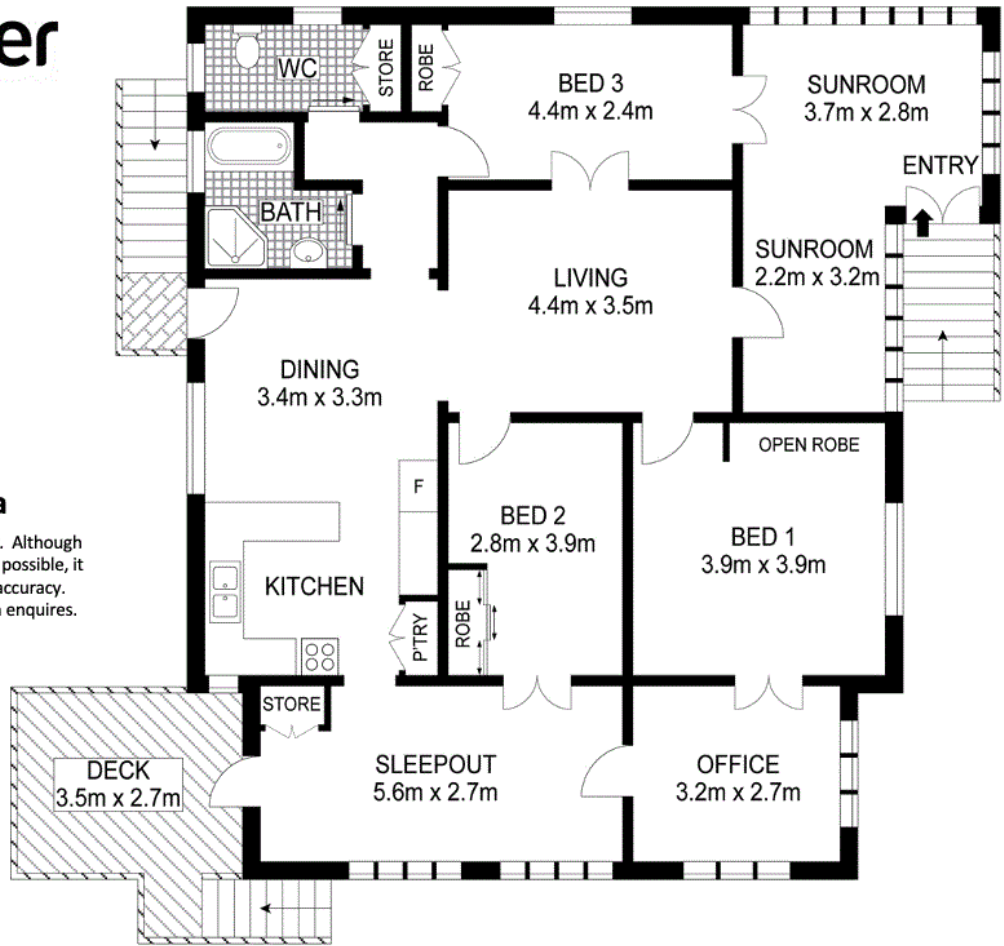 er
WC
STORE
ROBE
BED 3
4.4m x 2.4m
SUNROOM
3.7m x 2.8m
ENTRY
BATH
SUNROOM
2.2m x 3.2m
LIVING
4.4m x 3.5m
DINING
3.4m x 3.3m
OPEN ROBE
F
BED 2
2.8m x 3.9m
BED 1
3.9m x 3.9m
a
. Although
possible, it
accuracy.
enquires.
KITCHEN
P'TRY
ROBE
STORE
DECK
3.5m x 2.7m
SLEEPOUT
5.6m x 2.7m
OFFICE
3.2m x 2.7m